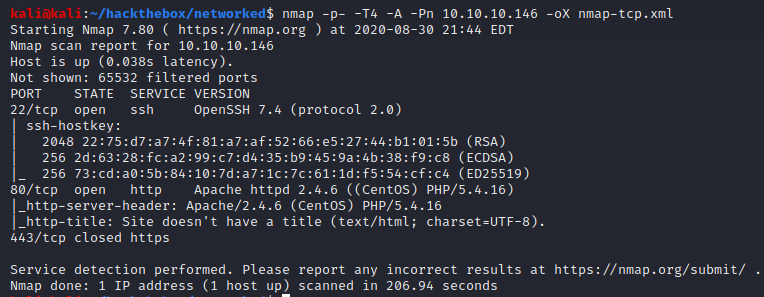 kali@kali:~/hackthebox/networked$ nmap -p- -T4 -A -Pn 10.10.10.146 -oX nmap-tcp.xml
Starting Nmap 7.80 ( https://nmap.org ) at 2020-08-30 21:44 EDT
Nmap scan report for 10.10.10.146
Host is up (0.038s latency).
Not shown: 65532 filtered ports
PORT    STATE  SERVICE VERSION
22/tcp  open   ssh     OpenSSH 7.4 (protocol 2.0)
| ssh-hostkey:
|   2048 22:75:d7:a7:4f:81:a7:af:52:66:e5:27:44:b1:01:5b (RSA)
|   256 2d:63:28:fc:a2:99:c7:d4:35:b9:45:9a:4b:38:f9:c8 (ECDSA)
|_  256 73:cd:a0:5b:84:10:7d:a7:1c:7c:61:1d:f5:54:cf:c4 (ED25519)
80/tcp  open   http    Apache httpd 2.4.6 ((CentOS) PHP/5.4.16)
|_http-server-header: Apache/2.4.6 (CentOS) PHP/5.4.16
|_http-title: Site doesn't have a title (text/html; charset=UTF-8).
443/tcp closed https
Service detection performed. Please report any incorrect results at https://nmap.org/submit/ .
Nmap done: 1 IP address (1 host up) scanned in 206.94 seconds